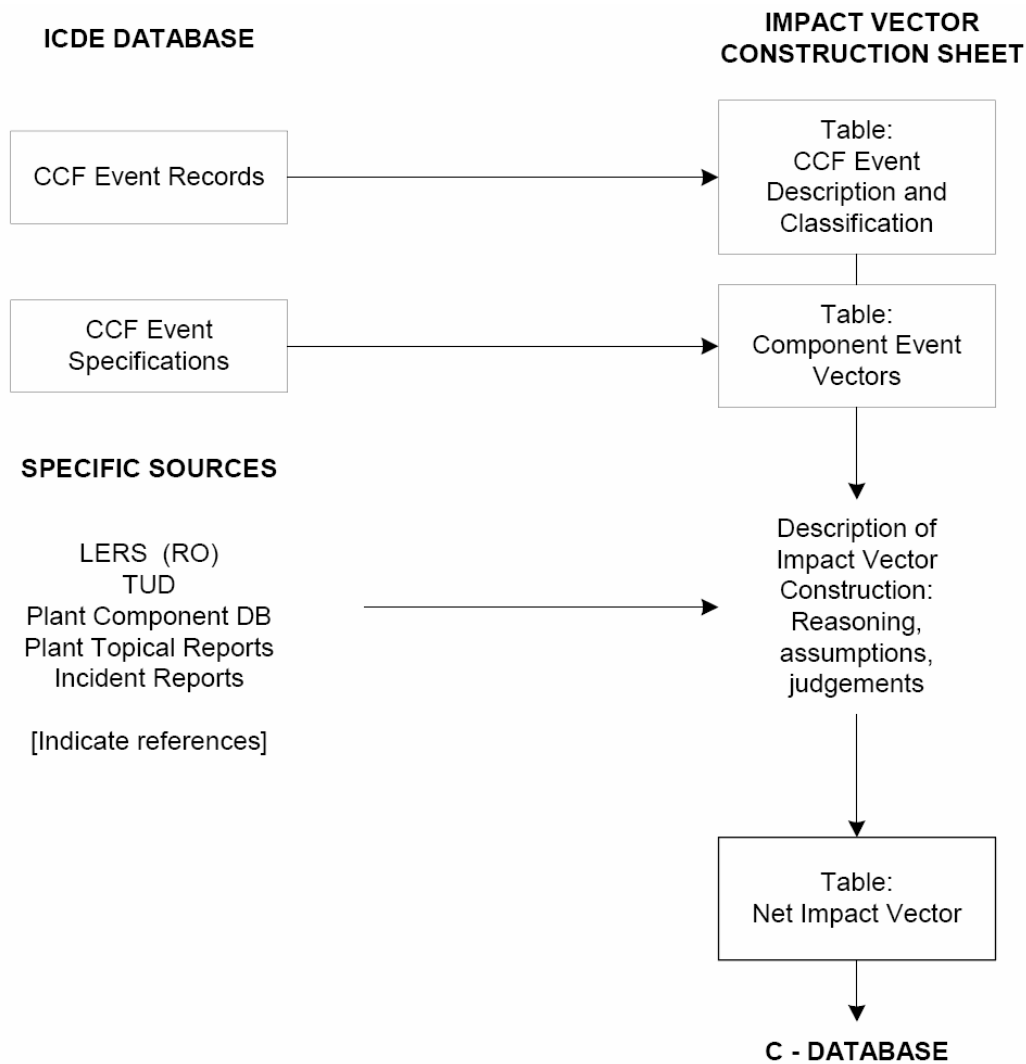 ICDE DATABASE
IMPACT VECTOR
CONSTRUCTION SHEET
CCF Event Records
Table:
CCF Event
Description and
Classification
CCF Event
Specifications
Table:
Component Event
Vectors
SPECIFIC SOURCES
LERS (RO)
TUD
Plant Component DB
Plant Topical Reports
Incident Reports
[Indicate references]
Description of
Impact Vector
Construction:
Reasoning,
assumptions,
judgements
Table:
Net Impact Vector
C - DATABASE